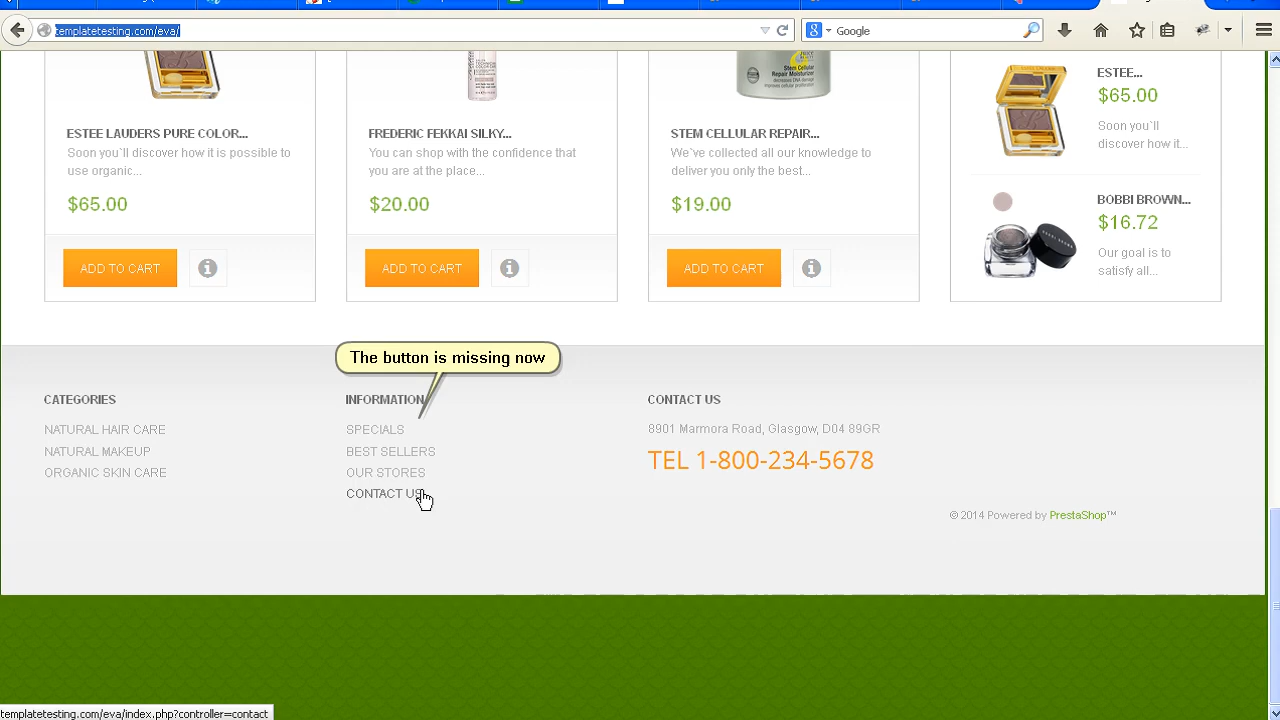 templatetesting.com/eva/
Google
Stem Cellular
Repair Moisturizer
ESTEE LAUDERS PURE COLOR...
Soon you`ll discover how it is possible to
use organic...
$65.00
ADD TO CART
FREDERIC FEKKAI SILKY...
You can shop with the confidence that
you are at the place...
$20.00
ADD TO CART
STEM CELLULAR REPAIR...
We've collected all our knowledge to
deliver you only the best...
$19.00
ADD TO CART
ESTEE...
$65.00
Soon you`ll
discover how it...
BOBBI BROWN...
$16.72
Our goal is to
satisfy all...
The button is missing now
CATEGORIES
NATURAL HAIR CARE
NATURAL MAKEUP
ORGANIC SKIN CARE
INFORMATION
SPECIALS
BEST SELLERS
OUR STORES
CONTACT US
CONTACT US
8901 Marmora Road, Glasgow, D04 89GR
TEL 1-800-234-5678
© 2014 Powered by PrestaShop™
templatetesting.com/eva/index.php?controller=contact